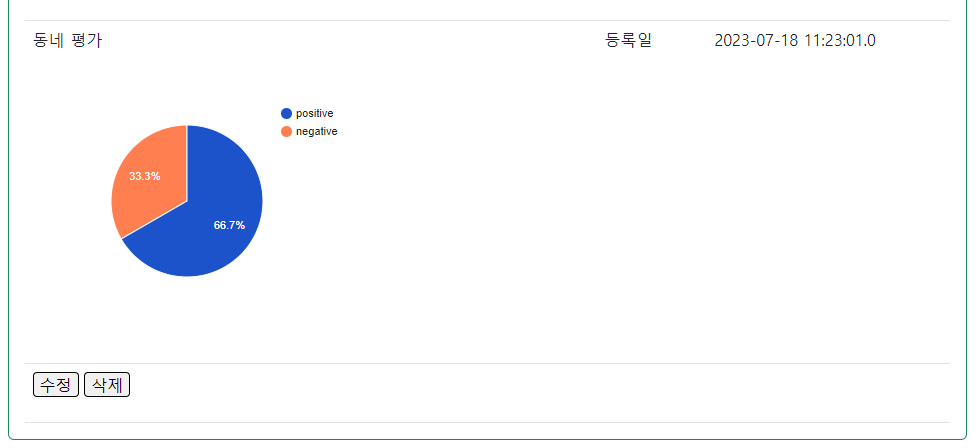 동네 평가 등록일 2023-07-18 11:23:01.0
positive
negative
33.3%
66.7%
수정 삭제